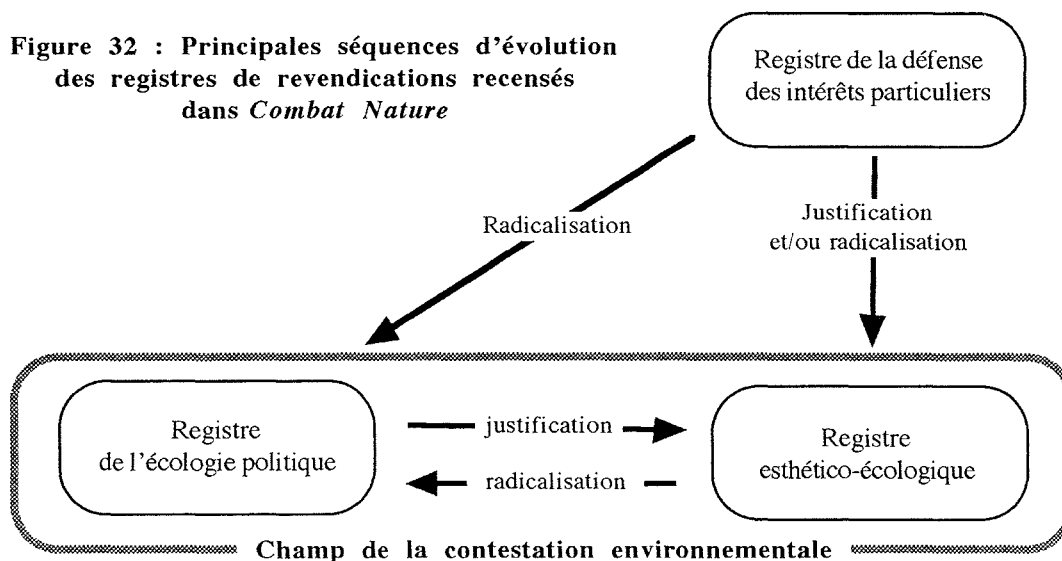 Figure 32 : Principales séquences d'évolution
des registres de revendications recensés
dans Combat Nature
Registre de la défense
des intérêts particuliers
Radicalisation
Justification
et/ou radicalisation
Registre
de l'écologie politique
justification
radicalisation
Registre
esthético-écologique
Champ de la contestation environnementale